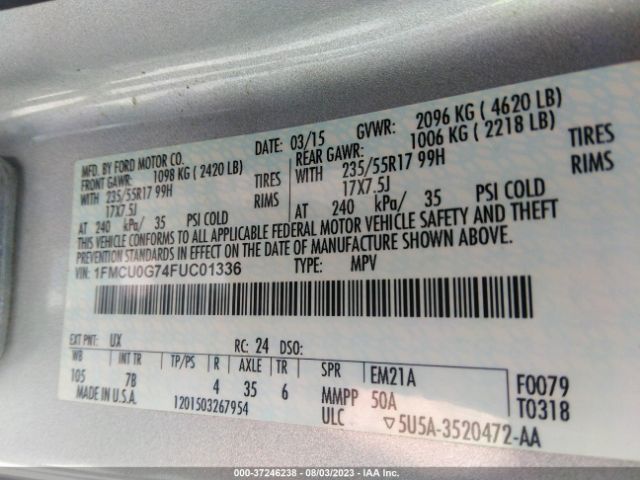 MFD. BY FORD MOTOR CO.
DATE: 03/15 GVWR: 2096 KG ( 4620 LB)
FRONT GAWR: 1098 KG ( 2420 LB)
REAR GAWR: 1006 KG ( 2218 LB)
WITH 235/55R17 99H TIRES
17X7.5J RIMS
WITH 235/55R17 99H TIRES
17X7.5J RIMS
AT 240 kPa/ 35 PSI COLD
AT 240 kPa/ 35 PSI COLD
THIS VEHICLE CONFORMS TO ALL APPLICABLE FEDERAL MOTOR VEHICLE SAFETY AND THEFT
PREVENTION STANDARDS IN EFFECT ON THE DATE OF MANUFACTURE SHOWN ABOVE.
VIN: 1FMCU0G74FUC01336 TYPE: MPV
EXT PNT: UX RC: 24 DSO:
WB INT TR TP/PS R AXLE TR SPR EM21A F0079
105 7B 4 35 6 MMPP 50A T0318
MADE IN U.S.A. 1201503267954 ULC ▽5U5A-3520472-AA
000-37246238 - 08/03/2023 - IAA Inc.